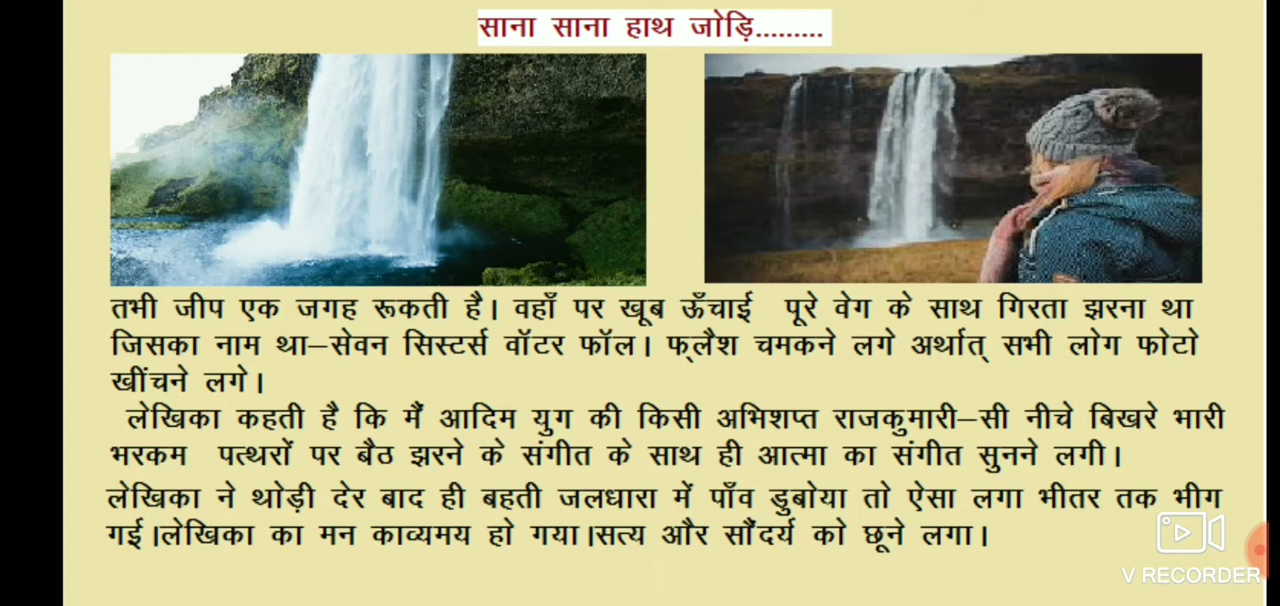 साना साना हाथ जोड़ि.........
तभी जीप एक जगह रूकती है। वहाँ पर खूब ऊँचाई पूरे वेग के साथ गिरता झरना था
जिसका नाम था–सेवन सिस्टर्स वॉटर फॉल। फ्लैश चमकने लगे अर्थात् सभी लोग फोटो
खींचने लगे।
लेखिका कहती है कि मैं आदिम युग की किसी अभिशप्त राजकुमारी–सी नीचे बिखरे भारी
भरकम पत्थरों पर बैठ झरने के संगीत के साथ ही आत्मा का संगीत सुनने लगी।
लेखिका ने थोड़ी देर बाद ही बहती जलधारा में पाँव डुबोया तो ऐसा लगा भीतर तक भीग
गई।लेखिका का मन काव्यमय हो गया।सत्य और सौंदर्य को छूने लगा।
V RECORDER